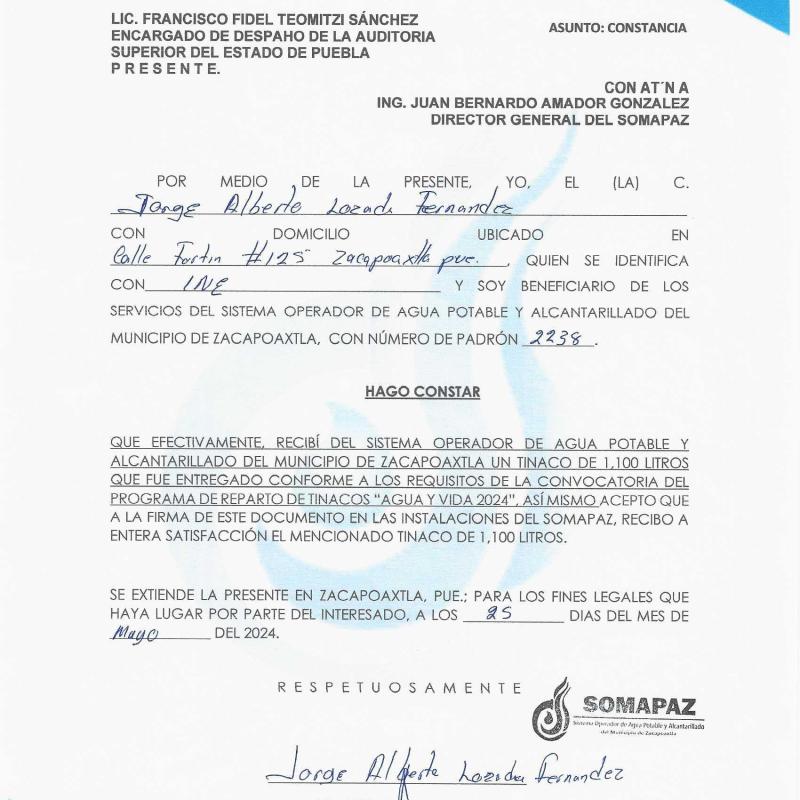 LIC. FRANCISCO FIDEL TEOMITZI SÁNCHEZ
ENCARGADO DE DESPAHO DE LA AUDITORIA
SUPERIOR DEL ESTADO DE PUEBLA
P R E S E N T E.
ASUNTO: CONSTANCIA
CON AT´N A
ING. JUAN BERNARDO AMADOR GONZALEZ
DIRECTOR GENERAL DEL SOMAPAZ
POR MEDIO DE LA PRESENTE, YO, EL (LA) C.
Jorge Alberto Lozada Fernandez
CON DOMICILIO UBICADO EN
Calle Fortin #125 Zacapoaxtla pue., QUIEN SE IDENTIFICA
CON INE Y SOY BENEFICIARIO DE LOS
SERVICIOS DEL SISTEMA OPERADOR DE AGUA POTABLE Y ALCANTARILLADO DEL
MUNICIPIO DE ZACAPOAXTLA, CON NÚMERO DE PADRÓN 2238.
HAGO CONSTAR
QUE EFECTIVAMENTE, RECIBÍ DEL SISTEMA OPERADOR DE AGUA POTABLE Y
ALCANTARILLADO DEL MUNICIPIO DE ZACAPOAXTLA UN TINACO DE 1,100 LITROS
QUE FUE ENTREGADO CONFORME A LOS REQUISITOS DE LA CONVOCATORIA DEL
PROGRAMA DE REPARTO DE TINACOS “AGUA Y VIDA 2024”, ASÍ MISMO ACEPTO QUE
A LA FIRMA DE ESTE DOCUMENTO EN LAS INSTALACIONES DEL SOMAPAZ, RECIBO A
ENTERA SATISFACCIÓN EL MENCIONADO TINACO DE 1,100 LITROS.
SE EXTIENDE LA PRESENTE EN ZACAPOAXTLA, PUE.; PARA LOS FINES LEGALES QUE
HAYA LUGAR POR PARTE DEL INTERESADO, A LOS 25 DIAS DEL MES DE
Mayo DEL 2024.
R E S P E T U O S A M E N T E
SOMAPAZ
Sistema Operador de Agua Potable y Alcantarillado
del Municipio de Zacapoaxtla
Jorge Alberto Lozada Fernandez